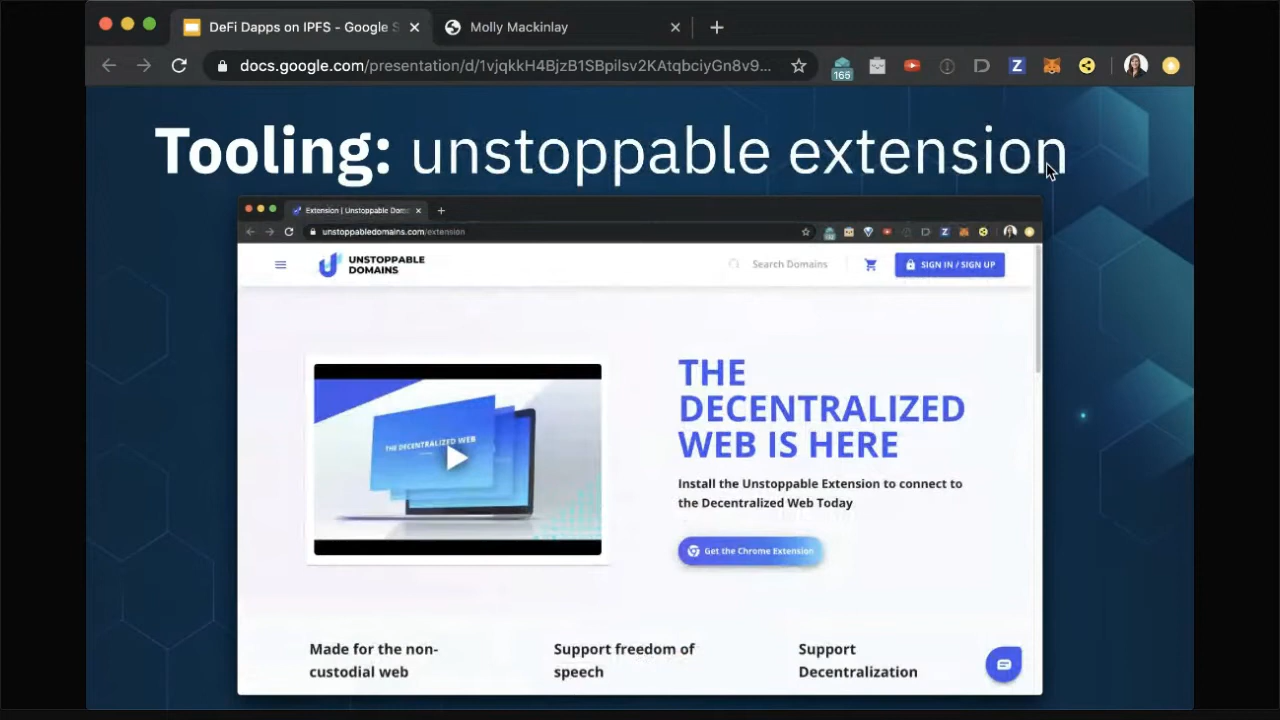 DeFi Dapps on IPFS - Google S
Molly Mackinlay
docs.google.com/presentation/d/1vjqkkH4BjzB1SBpilsv2KAtqbciyGn8v9...
166
Z
Tooling: unstoppable extension
Extension | Unstoppable Dom
unstoppabledomains.com/extension
UNSTOPPABLE
DOMAINS
Search Domains
SIGN IN / SIGN UP
THE DECENTRALIZED WEB
THE
DECENTRALIZED
WEB IS HERE
Install the Unstoppable Extension to connect to
the Decentralized Web Today
Get the Chrome Extension
Made for the non-
custodial web
Support freedom of
speech
Support
Decentralization